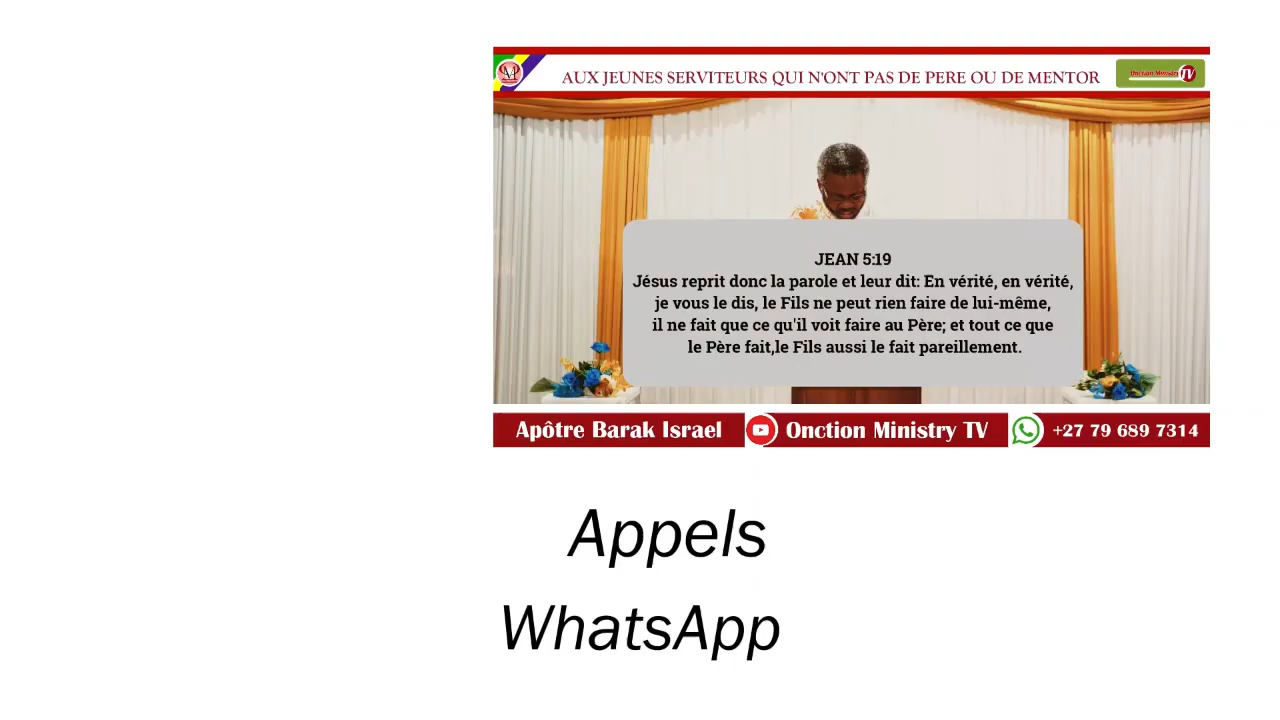 AUX JEUNES SERVITEURS QUI N'ONT PAS DE PERE OU DE MENTOR
Onction Ministry TV
JEAN 5:19
Jésus reprit donc la parole et leur dit: En vérité, en vérité,
je vous le dis, le Fils ne peut rien faire de lui-même,
il ne fait que ce qu'il voit faire au Père; et tout ce que
le Père fait,le Fils aussi le fait pareillement.
Apôtre Barak Israel
Onction Ministry TV
+27 79 689 7314
Appels
WhatsApp